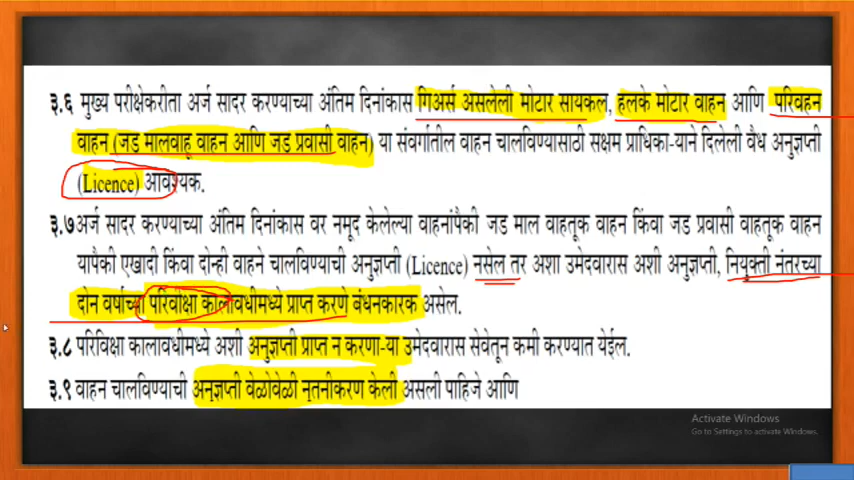 ३.६ मुख्य परीक्षेकरीता अर्ज सादर करण्याच्या अंतिम दिनांकास गिअर्स असलेली मोटार सायकल, हलके मोटार वाहन आणि परिवहन
वाहन (जड मालवाहू वाहन आणि जड प्रवासी वाहन) या संवर्गातील वाहन चालविण्यासाठी सक्षम प्राधिका-याने दिलेली वैध अनुज्ञप्ती
(Licence) आवश्यक.
३.७अर्ज सादर करण्याच्या अंतिम दिनांकास वर नमूद केलेल्या वाहनांपैकी जड माल वाहतूक वाहन किंवा जड प्रवासी वाहतूक वाहन
यापैकी एखादी किंवा दोन्ही वाहने चालविण्याची अनुज्ञप्ती (Licence) नसेल तर अशा उमेदवारास अशी अनुज्ञप्ती, नियुक्ती नंतरच्या
दोन वर्षाच्या परिवीक्षा कालावधीमध्ये प्राप्त करणे बंधनकारक असेल.
३.८ परिविक्षा कालावधीमध्ये अशी अनुज्ञप्ती प्राप्त न करणा-या उमेदवारास सेवेतून कमी करण्यात येईल.
३.९ वाहन चालविण्याची अनुज्ञप्ती वेळोवेळी नुतनीकरण केली असली पाहिजे आणि
Activate Windows
Go to Settings to activate Windows.